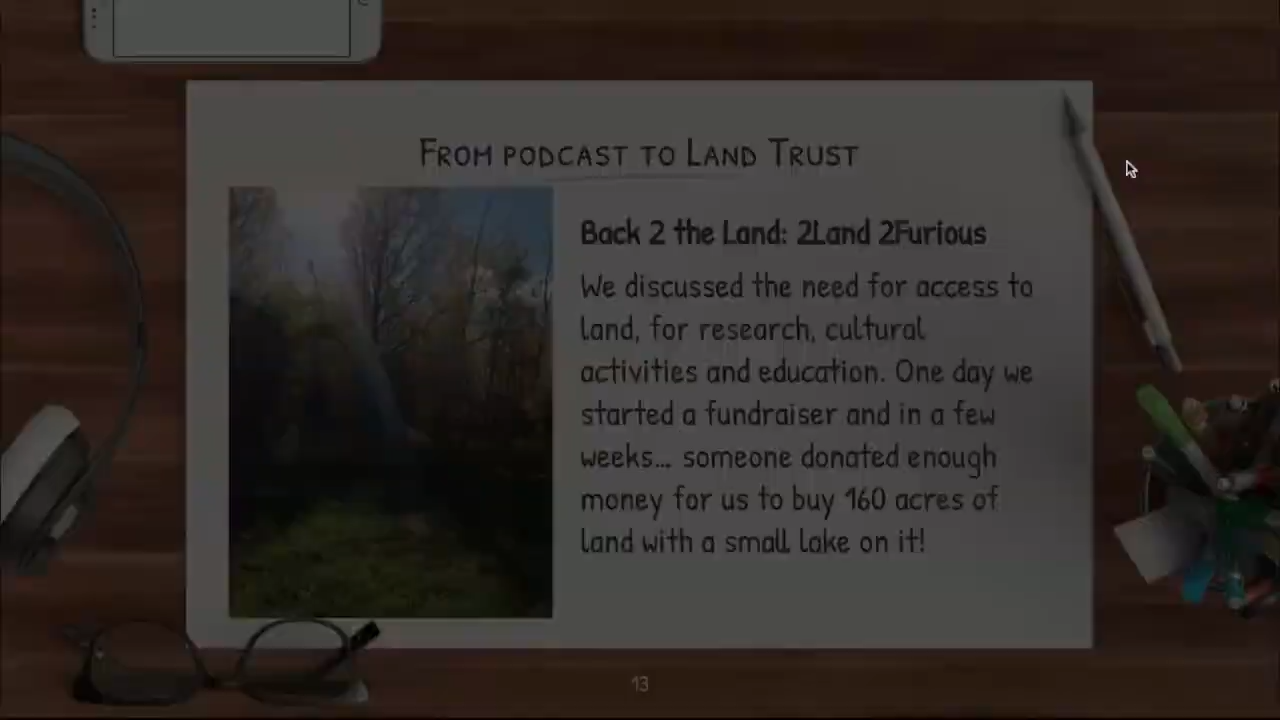 From podcast to Land Trust
Back 2 the Land: 2Land 2Furious
We discussed the need for access to
land, for research, cultural
activities and education. One day we
started a fundraiser and in a few
weeks... someone donated enough
money for us to buy 160 acres of
land with a small lake on it!
13